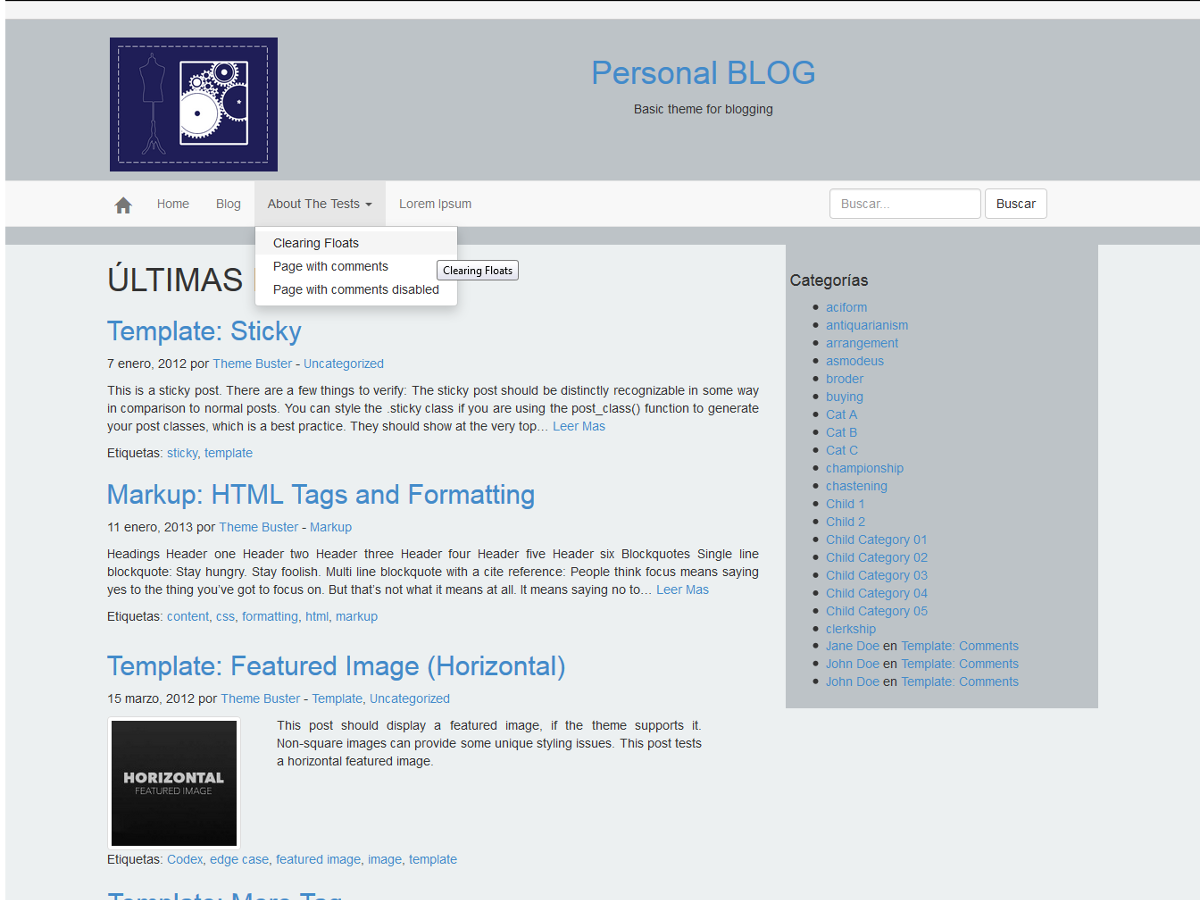 Personal BLOG
Basic theme for blogging
Home Blog About The Tests Lorem Ipsum Buscar... Buscar
Clearing Floats
Page with comments
Page with comments disabled
Clearing Floats
ÚLTIMAS
Template: Sticky
7 enero, 2012 por Theme Buster - Uncategorized
This is a sticky post. There are a few things to verify: The sticky post should be distinctly recognizable in some way
in comparison to normal posts. You can style the .sticky class if you are using the post_class() function to generate
your post classes, which is a best practice. They should show at the very top… Leer Mas
Etiquetas: sticky, template
Markup: HTML Tags and Formatting
11 enero, 2013 por Theme Buster - Markup
Headings Header one Header two Header three Header four Header five Header six Blockquotes Single line
blockquote: Stay hungry. Stay foolish. Multi line blockquote with a cite reference: People think focus means saying
yes to the thing you’ve got to focus on. But that’s not what it means at all. It means saying no to… Leer Mas
Etiquetas: content, css, formatting, html, markup
Template: Featured Image (Horizontal)
15 marzo, 2012 por Theme Buster - Template, Uncategorized
HORIZONTAL
FEATURED IMAGE
This post should display a featured image, if the theme supports it.
Non-square images can provide some unique styling issues. This post tests
a horizontal featured image.
Etiquetas: Codex, edge case, featured image, image, template
Template: More Tag
Categorías
aciform
antiquarianism
arrangement
asmodeus
broder
buying
Cat A
Cat B
Cat C
championship
chastening
Child 1
Child 2
Child Category 01
Child Category 02
Child Category 03
Child Category 04
Child Category 05
clerkship
Jane Doe en Template: Comments
John Doe en Template: Comments
John Doe en Template: Comments